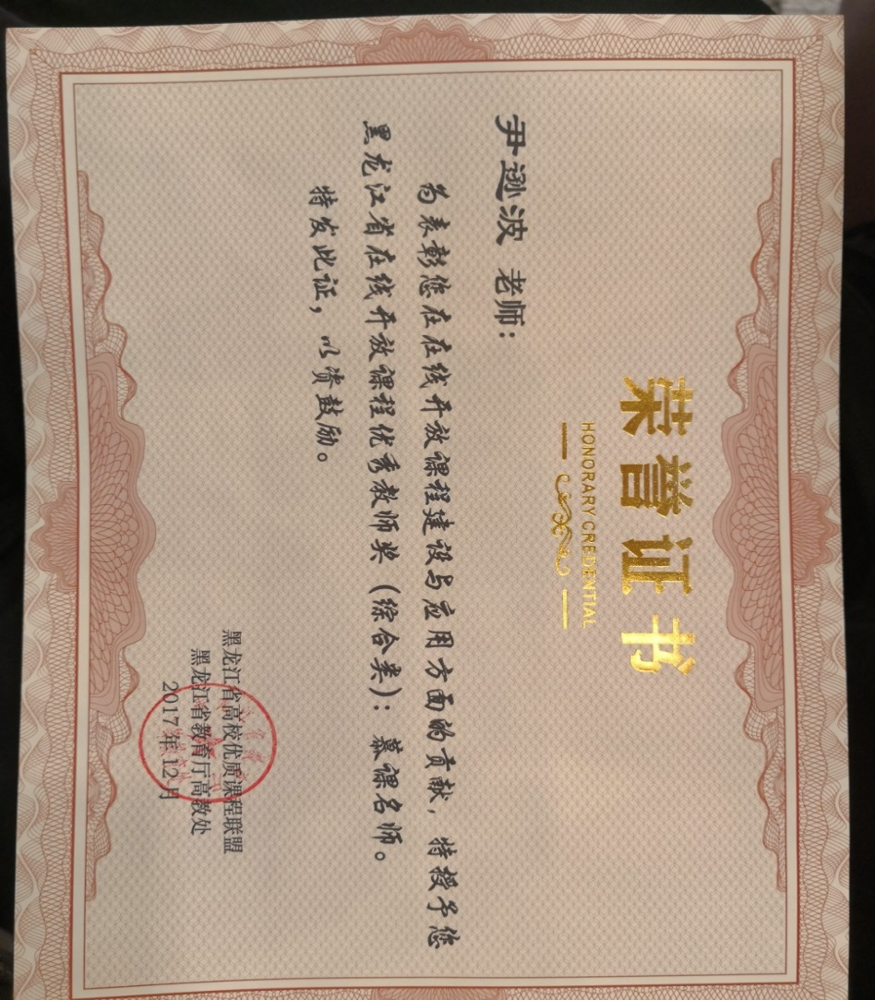 荣誉证书
HONORARY CREDENTIAL
尹逊波 老师：
为表彰您在在线开放课程建设与应用方面的贡献，特授予您
黑龙江省在线开放课程优秀教师奖（综合类）：慕课名师。
特发此证，以资鼓励。
黑龙江省高校优质课程联盟
黑龙江省教育厅高教处
2017年12月